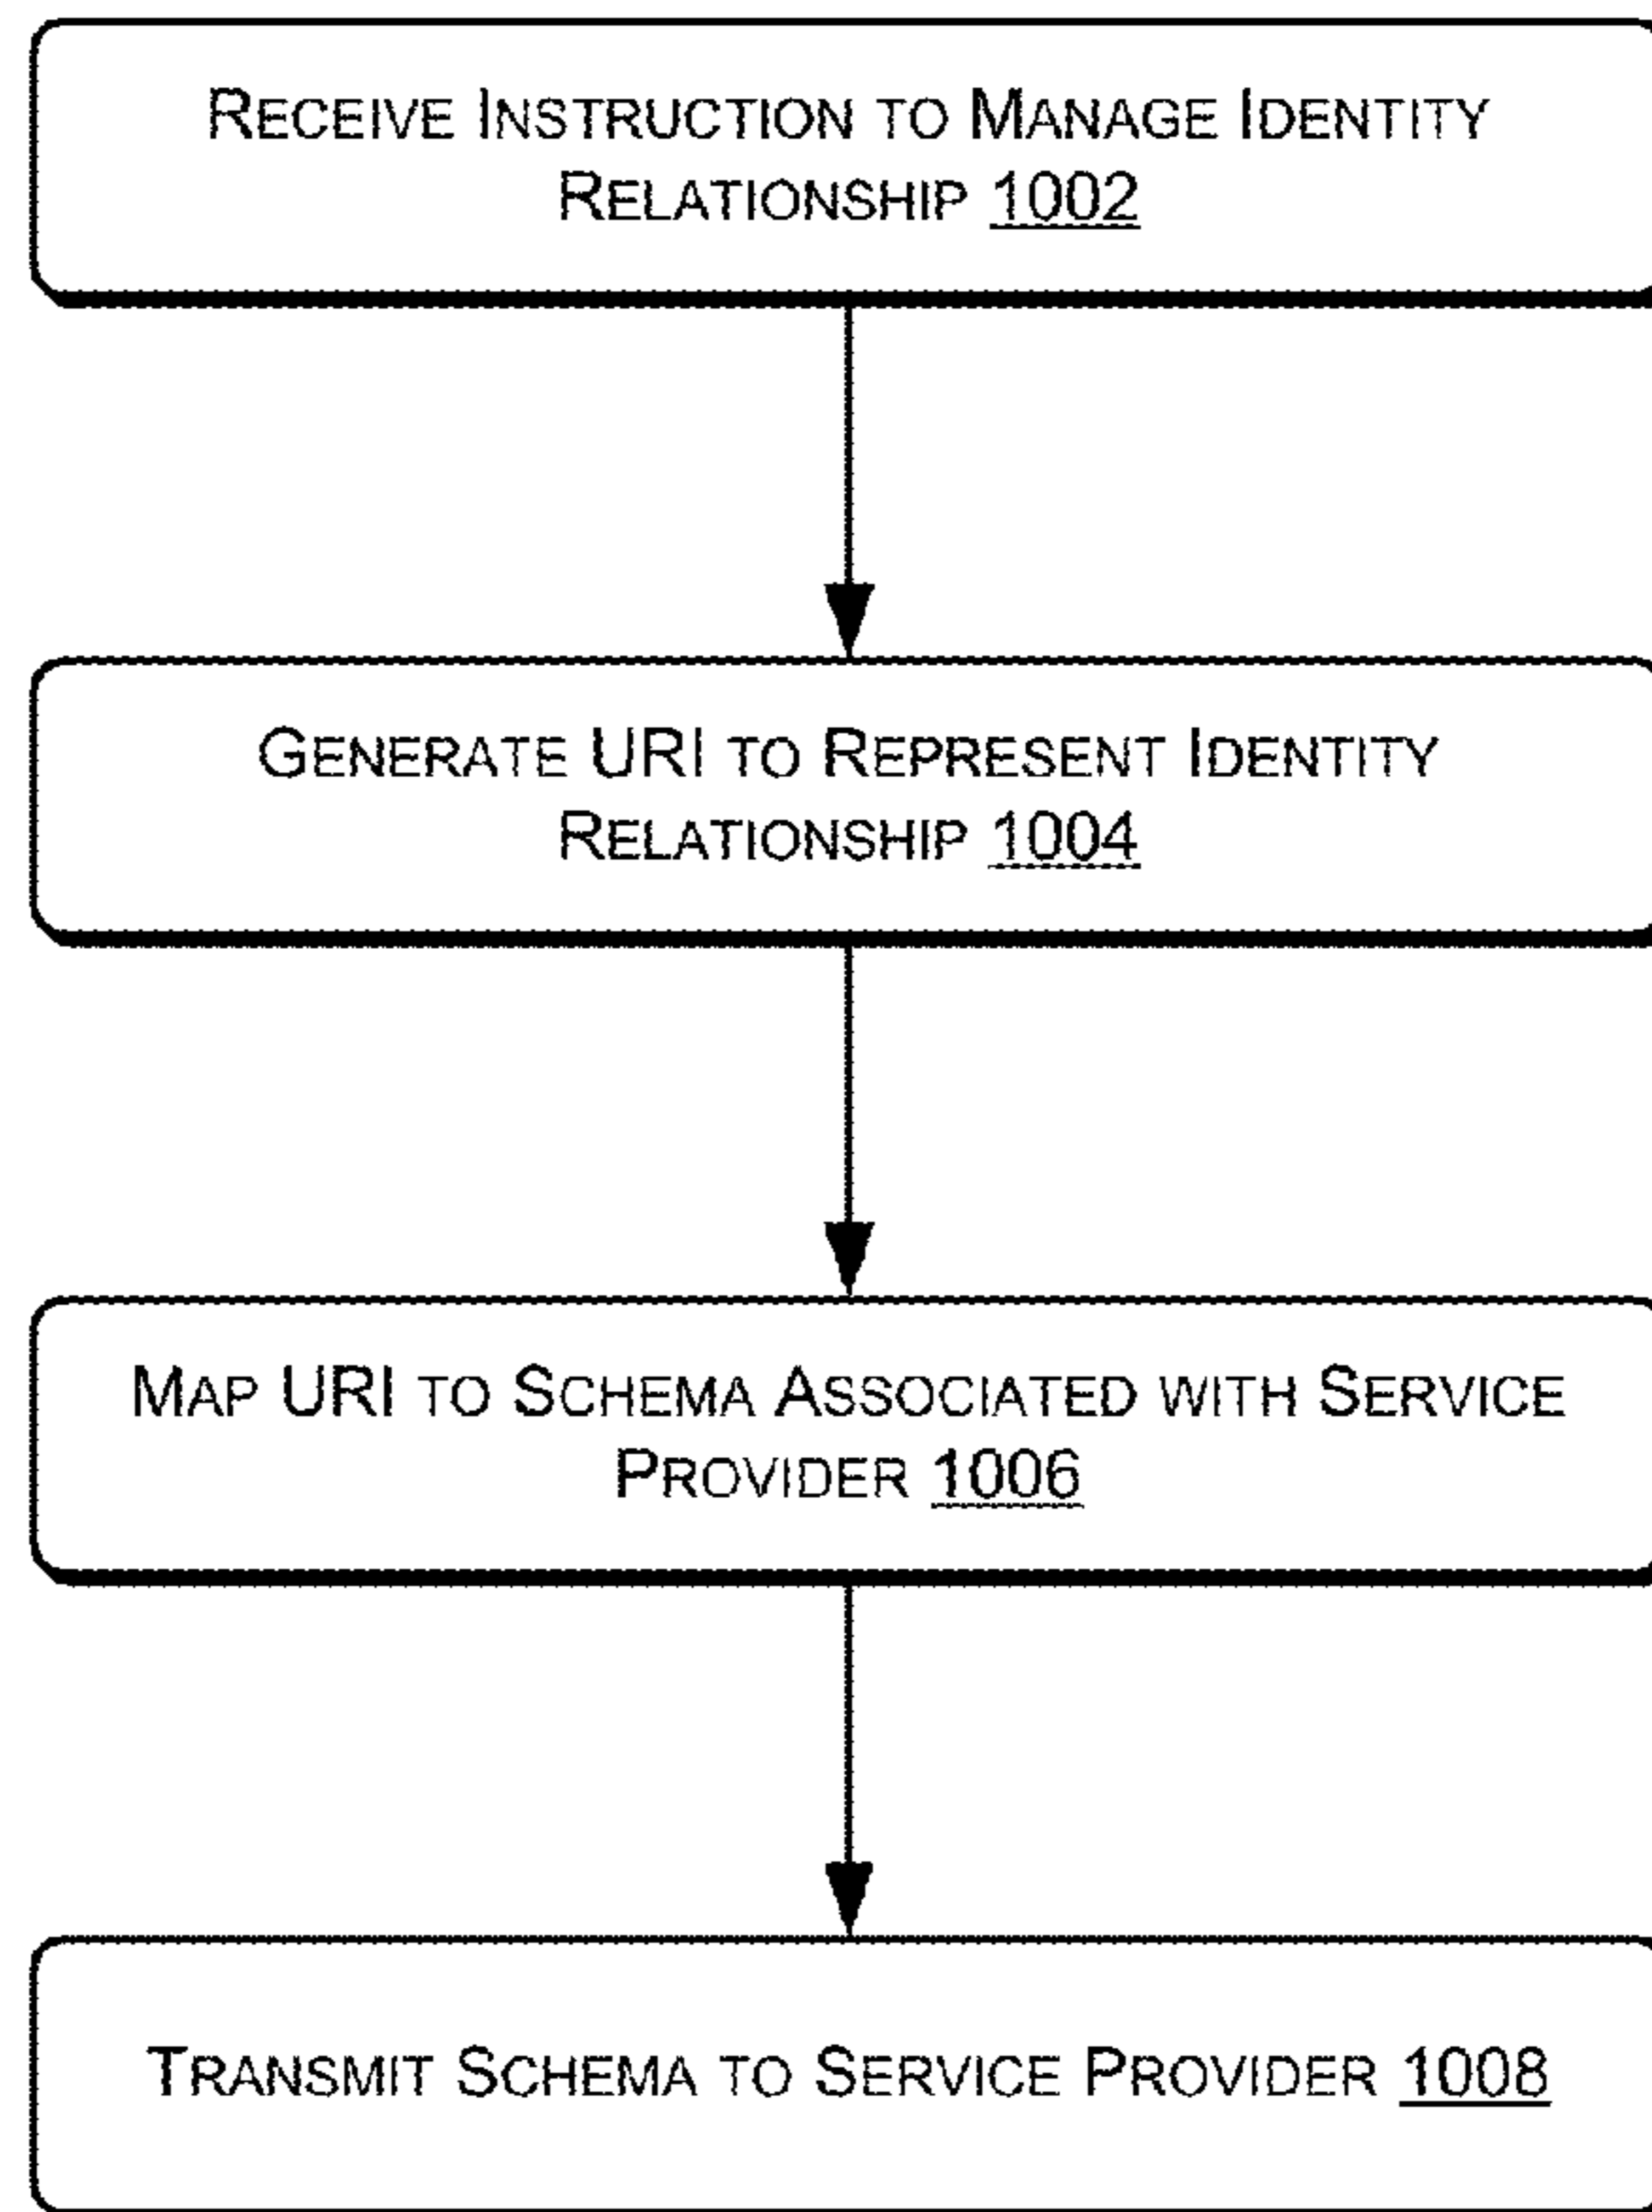 RECEIVE INSTRUCTION TO MANAGE IDENTITY
RELATIONSHIP 1002
GENERATE URI TO REPRESENT IDENTITY
RELATIONSHIP 1004
MAP URI TO SCHEMA ASSOCIATED WITH SERVICE
PROVIDER 1006
TRANSMIT SCHEMA TO SERVICE PROVIDER 1008